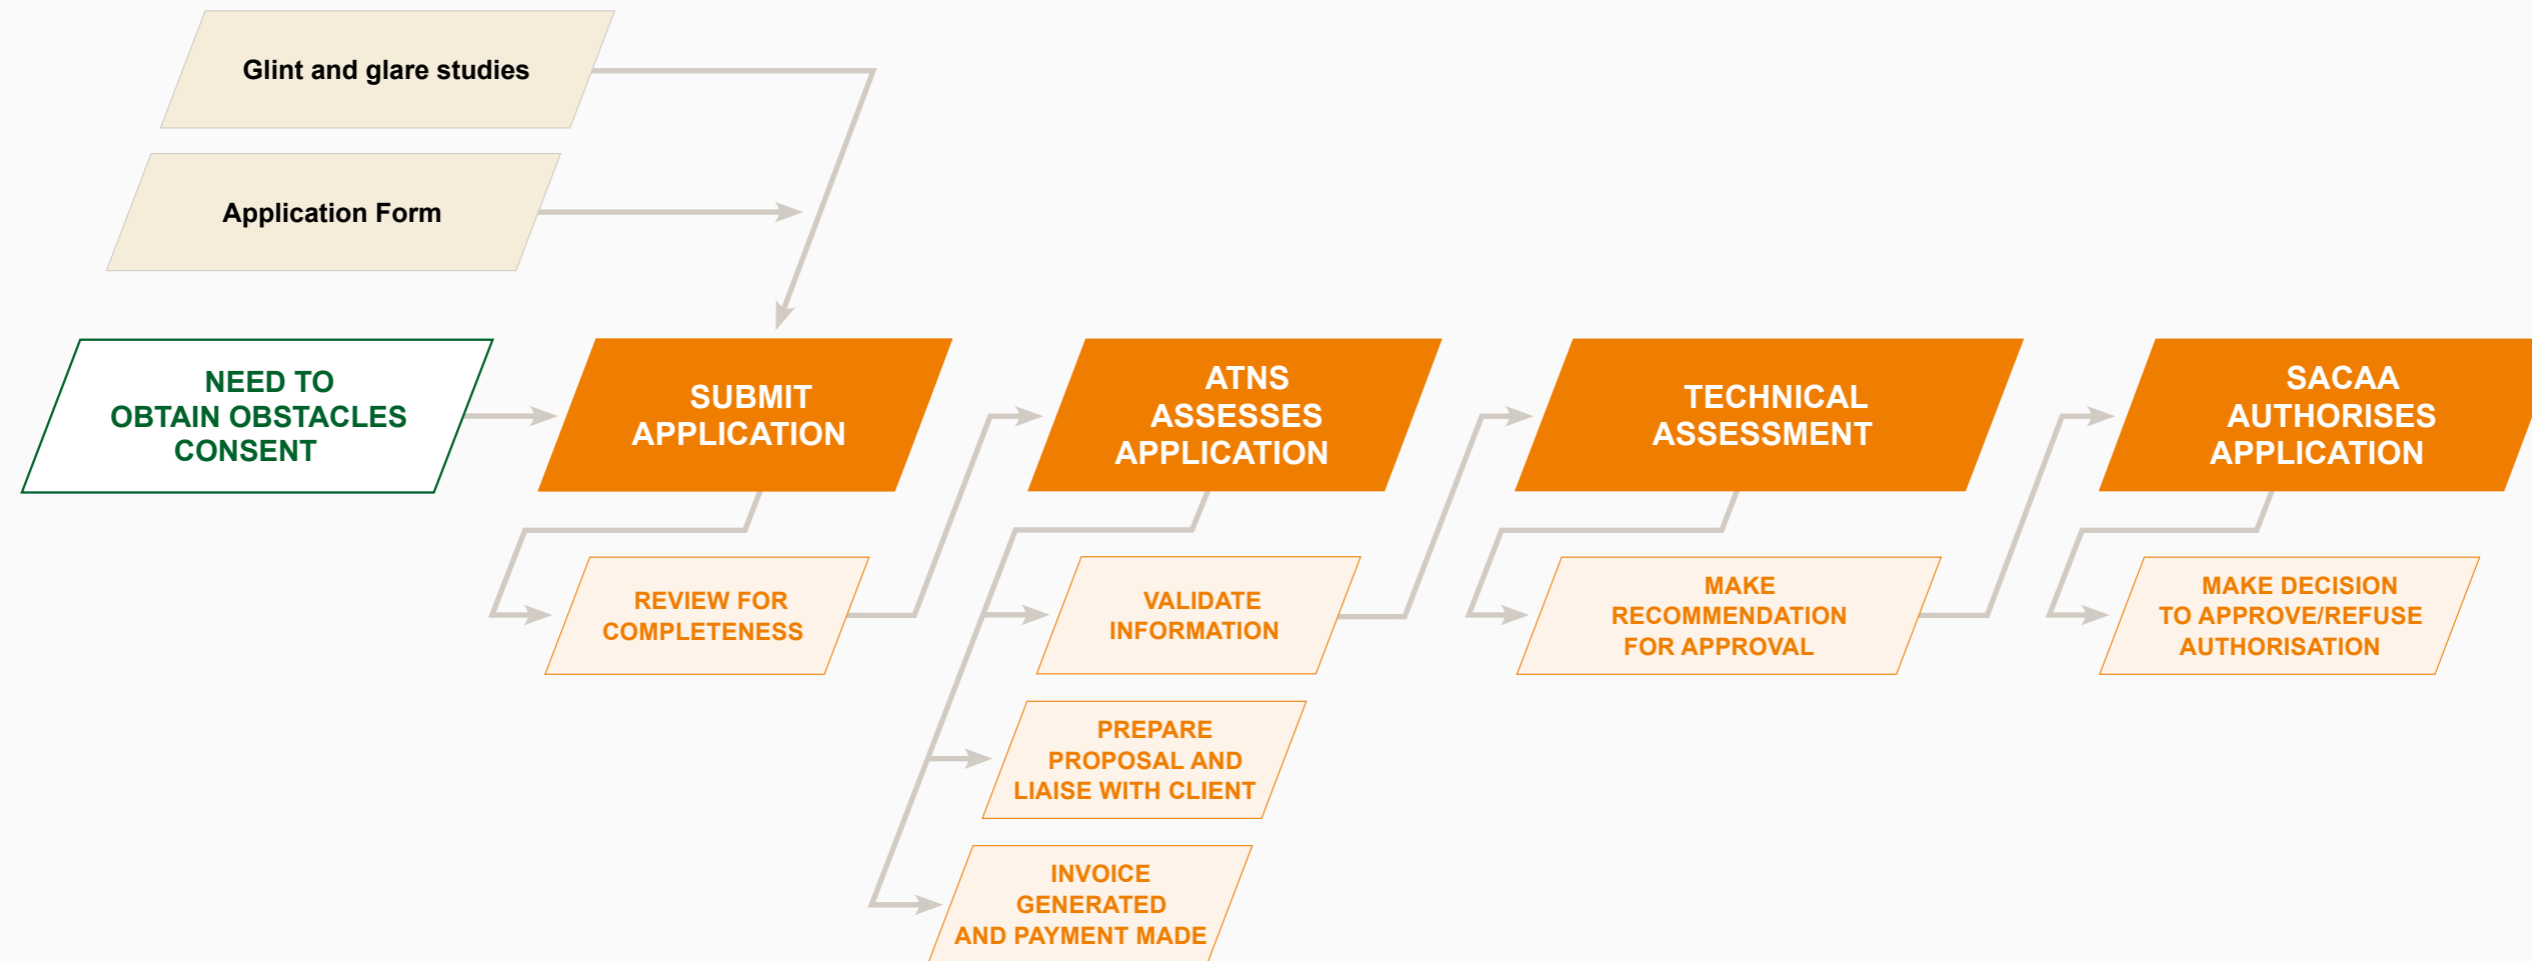 Glint and glare studies
Application Form
NEED TO
OBTAIN OBSTACLES
CONSENT
SUBMIT
APPLICATION
ATNS
ASSESSES
APPLICATION
TECHNICAL
ASSESSMENT
SACAA
AUTHORISES
APPLICATION
REVIEW FOR
COMPLETENESS
VALIDATE
INFORMATION
MAKE
RECOMMENDATION
FOR APPROVAL
MAKE DECISION
TO APPROVE/REFUSE
AUTHORISATION
PREPARE
PROPOSAL AND
LIAISE WITH CLIENT
INVOICE
GENERATED
AND PAYMENT MADE